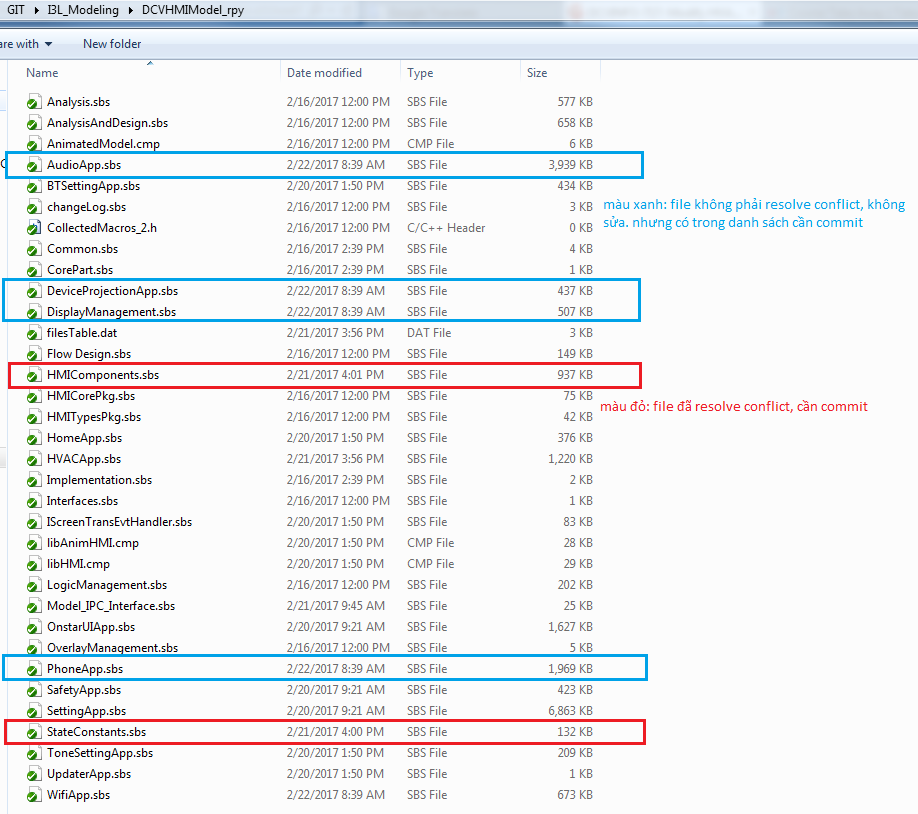 GIT I3L_Modeling DCVHMIModel_rpy
are with New folder
Name Date modified Type Size
Analysis.sbs 2/16/2017 12:00 PM SBS File 577 KB
AnalysisAndDesign.sbs 2/16/2017 12:00 PM SBS File 658 KB
AnimatedModel.cmp 2/16/2017 12:00 PM CMP File 6 KB
AudioApp.sbs 2/22/2017 8:39 AM SBS File 3,939 KB
BTSettingApp.sbs 2/20/2017 1:50 PM SBS File 434 KB
changeLog.sbs 2/16/2017 12:00 PM SBS File 3 KB
màu xanh: file không phải resolve conflict, không
sửa. nhưng có trong danh sách cần commit
CollectedMacros_2.h 2/16/2017 12:00 PM C/C++ Header 0 KB
Common.sbs 2/16/2017 2:39 PM SBS File 4 KB
CorePart.sbs 2/16/2017 2:39 PM SBS File 1 KB
DeviceProjectionApp.sbs 2/22/2017 8:39 AM SBS File 437 KB
DisplayManagement.sbs 2/22/2017 8:39 AM SBS File 507 KB
filesTable.dat 2/21/2017 3:56 PM DAT File 3 KB
Flow Design.sbs 2/16/2017 12:00 PM SBS File 149 KB
HMIComponents.sbs 2/21/2017 4:01 PM SBS File 937 KB
HMICorePkg.sbs 2/16/2017 12:00 PM SBS File 75 KB
màu đỏ: file đã resolve conflict, cần commit
HMITypesPkg.sbs 2/16/2017 12:00 PM SBS File 42 KB
HomeApp.sbs 2/20/2017 1:50 PM SBS File 376 KB
HVACApp.sbs 2/21/2017 3:56 PM SBS File 1,220 KB
Implementation.sbs 2/16/2017 2:39 PM SBS File 2 KB
Interfaces.sbs 2/16/2017 12:00 PM SBS File 1 KB
IScreenTransEvtHandler.sbs 2/20/2017 1:50 PM SBS File 83 KB
libAnimHMI.cmp 2/20/2017 1:50 PM CMP File 28 KB
libHMI.cmp 2/20/2017 1:50 PM CMP File 29 KB
LogicManagement.sbs 2/16/2017 12:00 PM SBS File 202 KB
Model_IPC_Interface.sbs 2/21/2017 9:45 AM SBS File 25 KB
OnstarUIApp.sbs 2/20/2017 9:21 AM SBS File 1,627 KB
OverlayManagement.sbs 2/16/2017 12:00 PM SBS File 5 KB
PhoneApp.sbs 2/22/2017 8:39 AM SBS File 1,969 KB
SafetyApp.sbs 2/20/2017 9:21 AM SBS File 423 KB
SettingApp.sbs 2/20/2017 9:21 AM SBS File 6,863 KB
StateConstants.sbs 2/21/2017 4:00 PM SBS File 132 KB
ToneSettingApp.sbs 2/20/2017 1:50 PM SBS File 209 KB
UpdaterApp.sbs 2/20/2017 1:50 PM SBS File 1 KB
WifiApp.sbs 2/22/2017 8:39 AM SBS File 673 KB